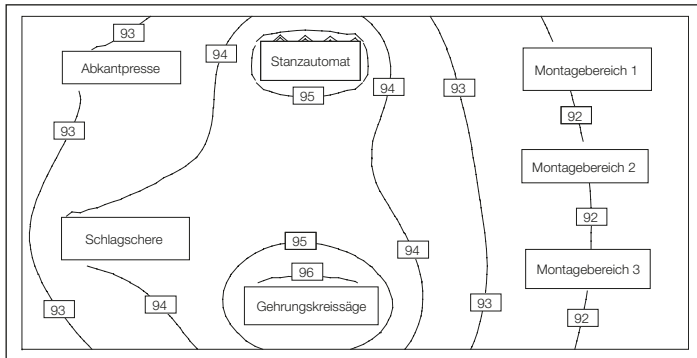 93
94
Abkantpresse
Stanzautomat
95
94
93
Montagebereich 1
92
93
Montagebereich 2
92
Schlagschere
95
94
96
Gehrungskreissäge
Montagebereich 3
93
94
93
92